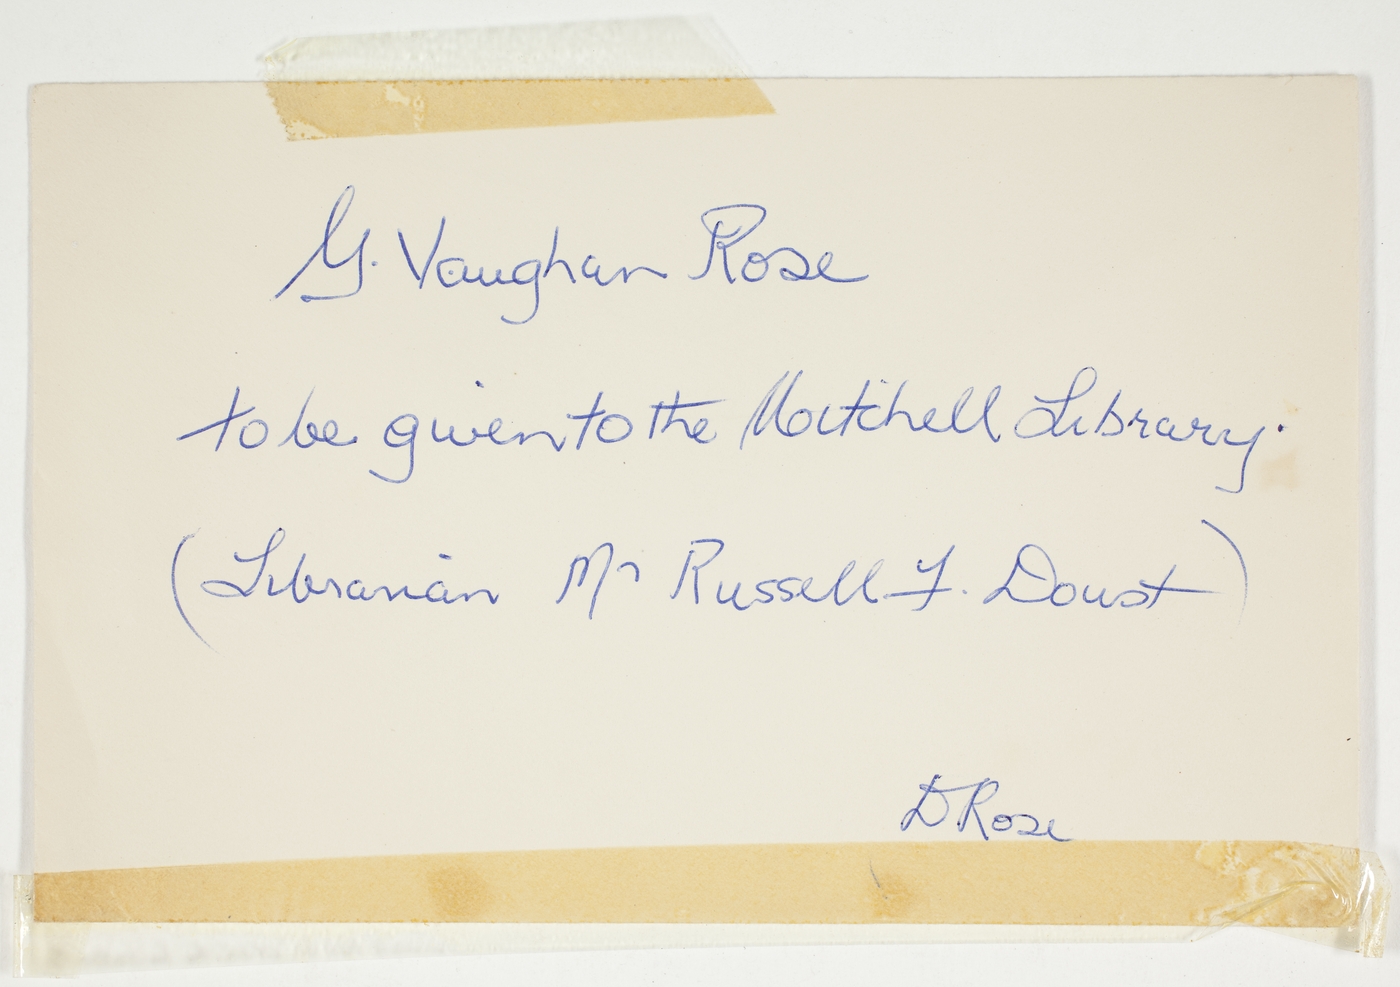 G. Vaughan Rose
to be given to the Mitchell Library.
(Librarian Mr Russell F. Doust)
D Rose